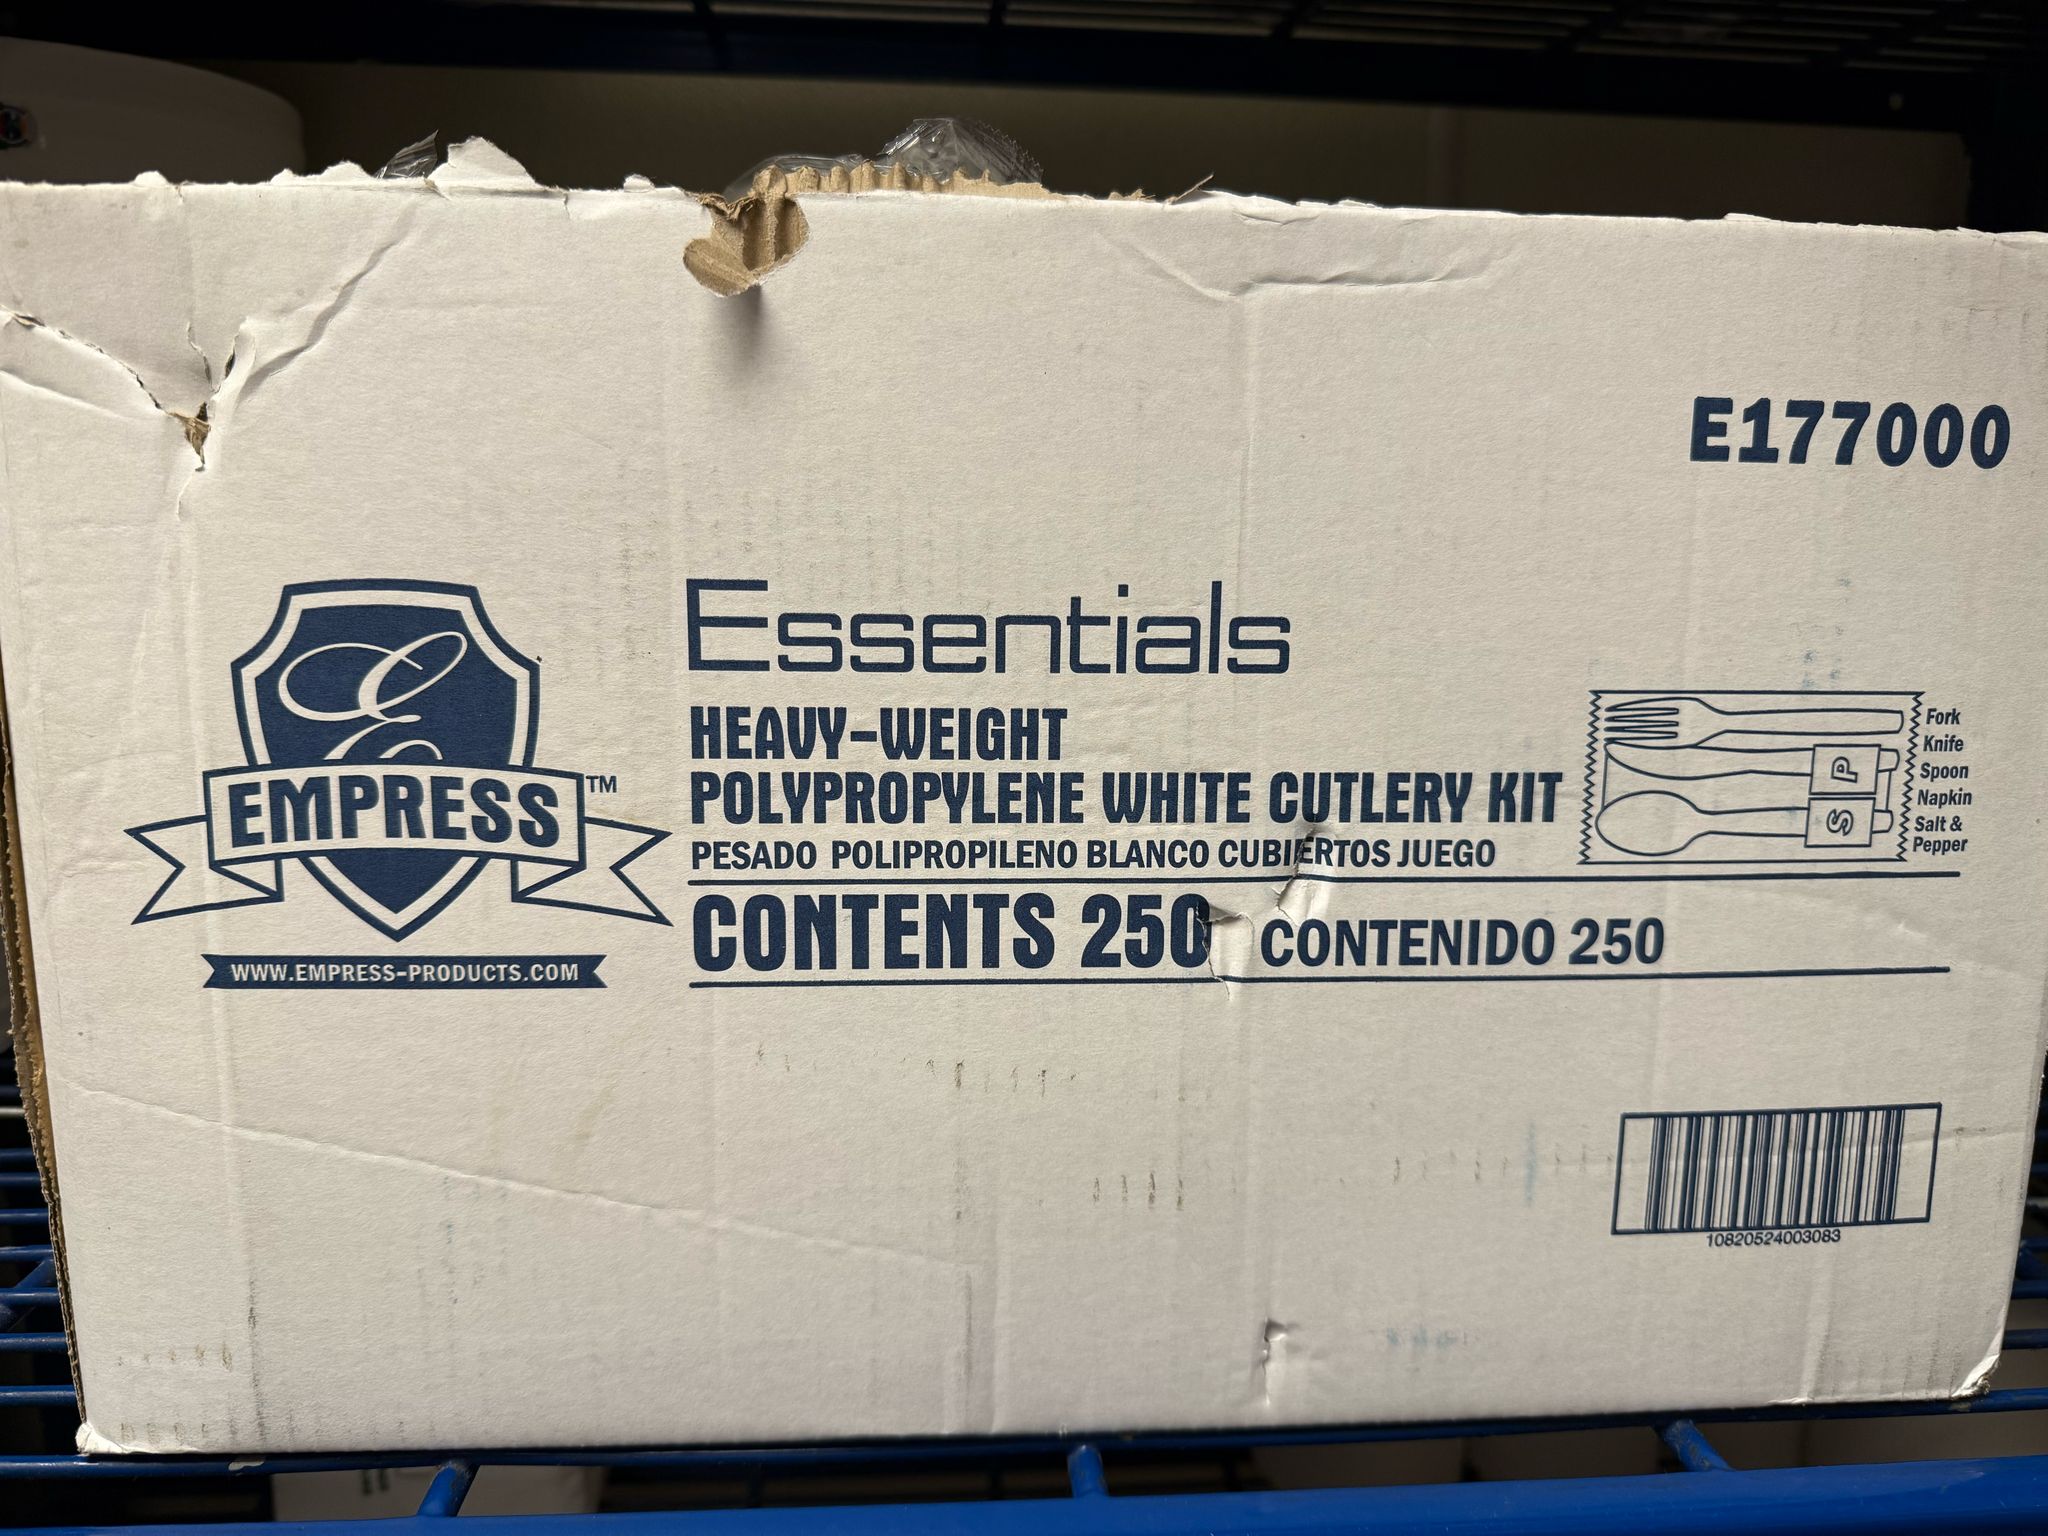 E177000
E
E
EMPRESS™
WWW.EMPRESS-PRODUCTS.COM
Essentials
HEAVY-WEIGHT
POLYPROPYLENE WHITE CUTLERY KIT
PESADO POLIPROPILENO BLANCO CUBIERTOS JUEGO
CONTENTS 250 CONTENIDO 250
P
S
Fork
Knife
Spoon
Napkin
Salt &
Pepper
10820524003083